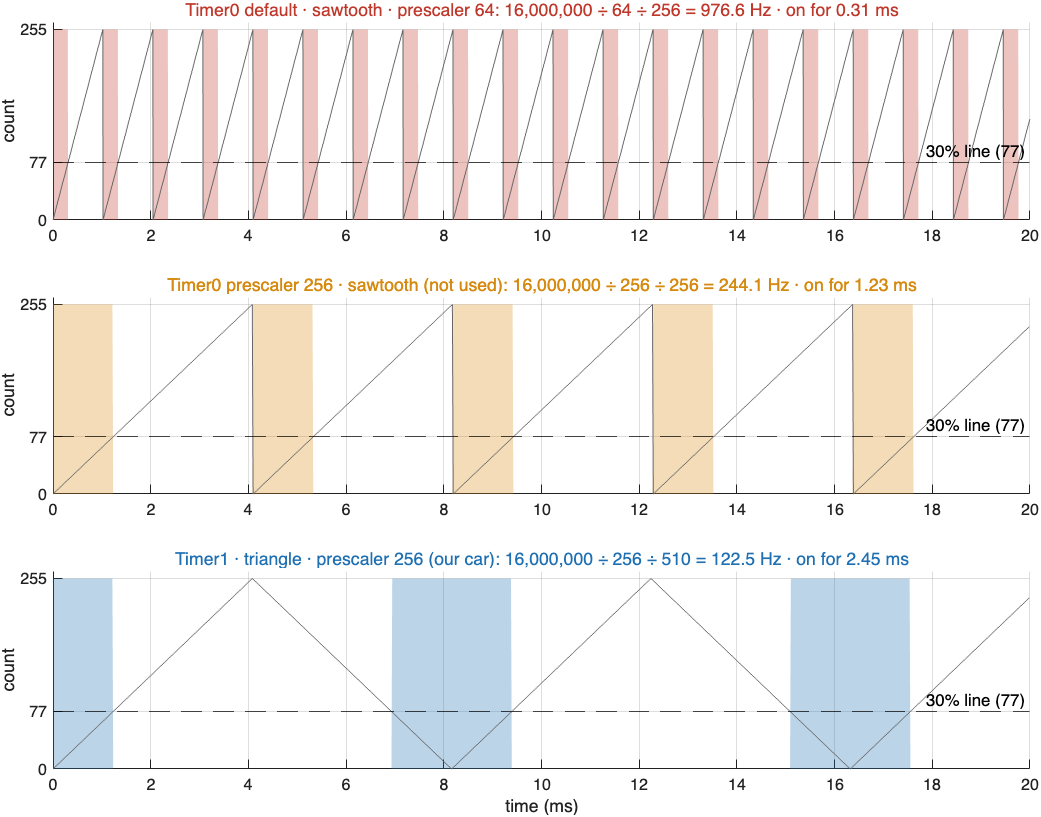 Timer0 default · sawtooth · prescaler 64: 16,000,000 ÷ 64 ÷ 256 = 976.6 Hz · on for 0.31 ms
255
count
30% line (77)
77
0
0 2 4 6 8 10 12 14 16 18 20
Timer0 prescaler 256 · sawtooth (not used): 16,000,000 ÷ 256 ÷ 256 = 244.1 Hz · on for 1.23 ms
255
count
30% line (77)
77
0
0 2 4 6 8 10 12 14 16 18 20
Timer1 · triangle · prescaler 256 (our car): 16,000,000 ÷ 256 ÷ 510 = 122.5 Hz · on for 2.45 ms
255
count
30% line (77)
77
0
0 2 4 6 8 10 12 14 16 18 20
time (ms)